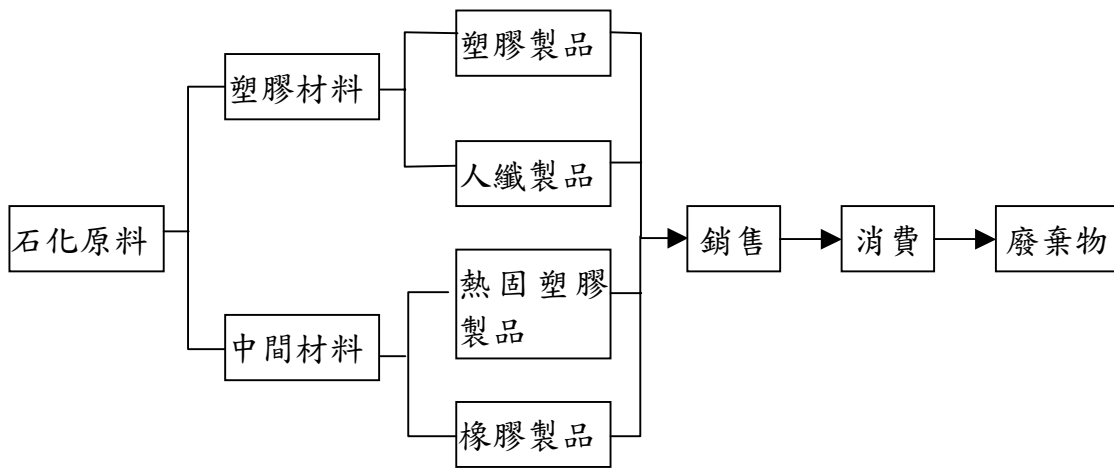 塑膠製品
塑膠材料
人纖製品
石化原料
銷售
消費
廢棄物
熱固塑膠
製品
中間材料
橡膠製品